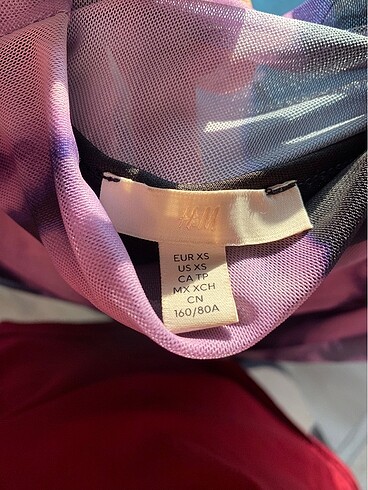 H&M
EUR XS
US XS
CA TP
MX XCH
CN
160/80A